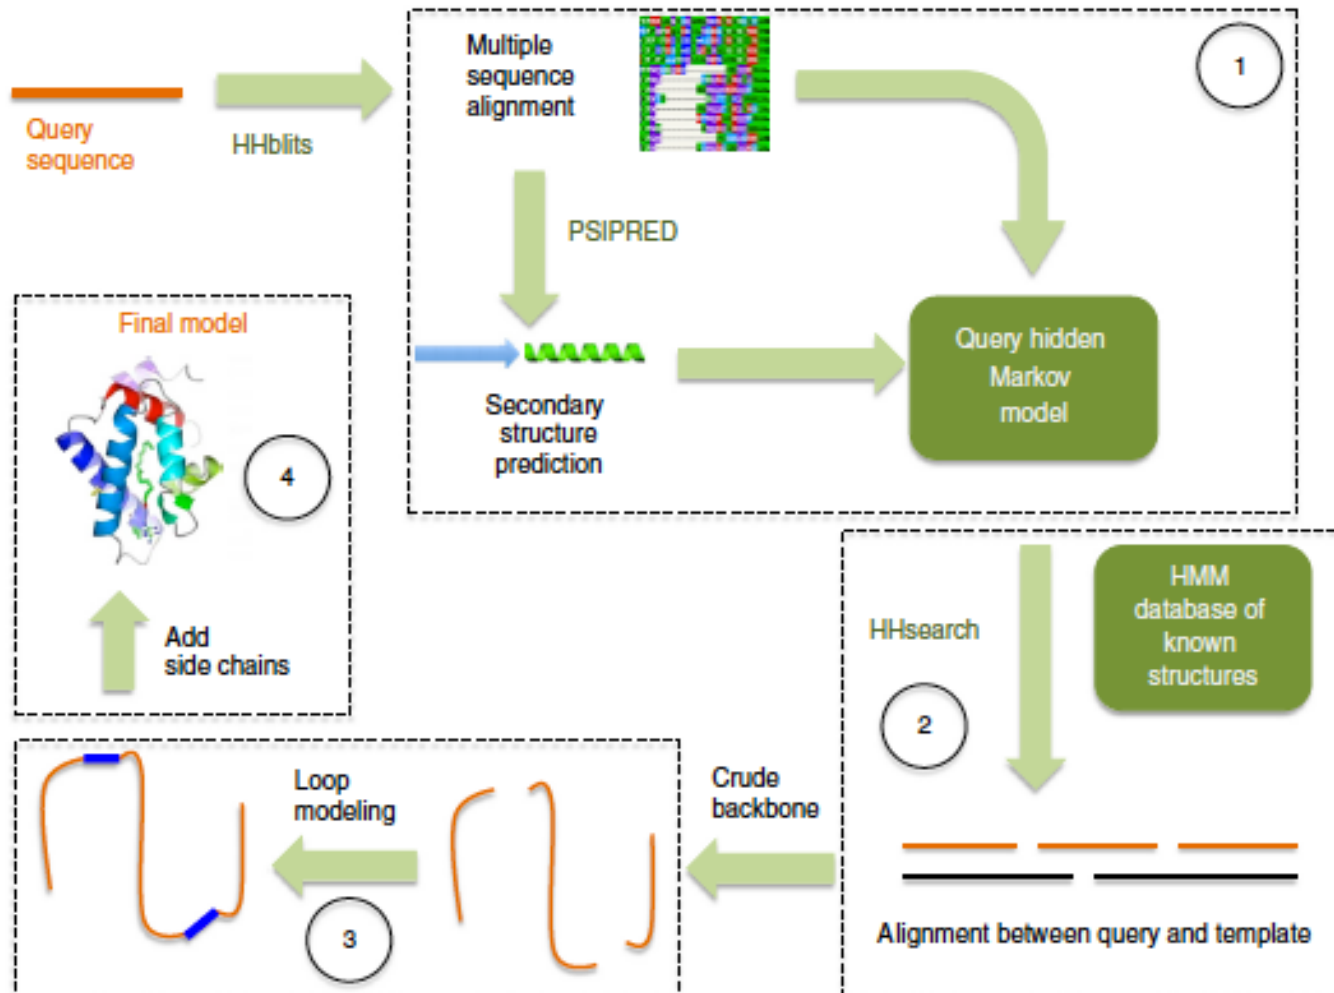 Query
sequence
HHblits
Multiple
sequence
alignment
1
PSIPRED
Secondary
structure
prediction
Query hidden
Markov
model
HHsearch
HMM
database of
known
structures
2
Alignment between query and template
Crude
backbone
Loop
modeling
3
Final model
4
Add
side chains